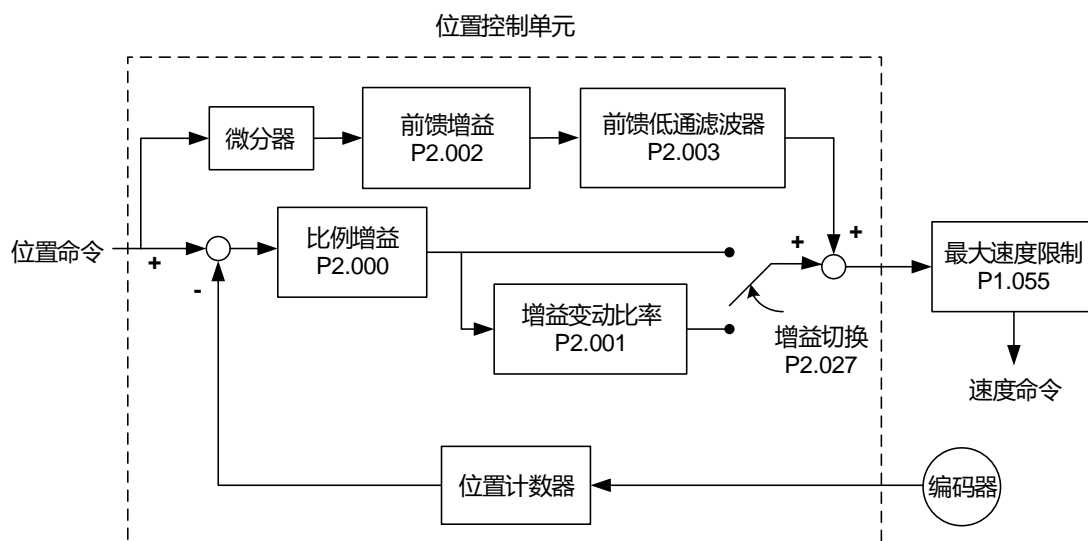 位置控制单元
微分器
前馈增益
P2.002
前馈低通滤波器
P2.003
位置命令
+
-
比例增益
P2.000
增益变动比率
P2.001
+
+
增益切换
P2.027
最大速度限制
P1.055
速度命令
位置计数器
编码器